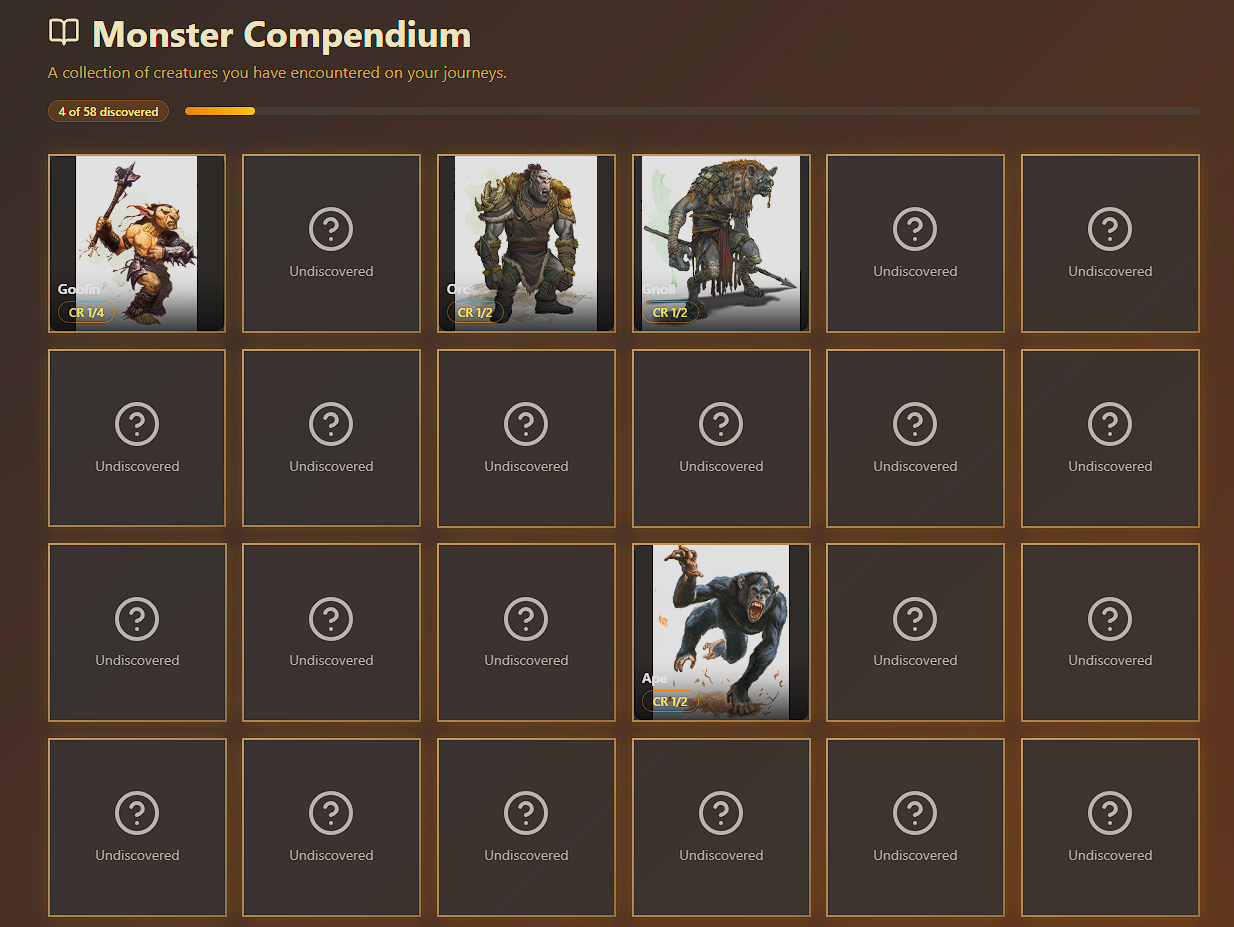 Monster Compendium
A collection of creatures you have encountered on your journeys.
4 of 58 discovered
Goblin
CR 1/4
Undiscovered
Orc
CR 1/2
Gnoll
CR 1/2
Undiscovered
Undiscovered
Undiscovered
Undiscovered
Undiscovered
Undiscovered
Undiscovered
Undiscovered
Undiscovered
Undiscovered
Undiscovered
Ape
CR 1/2
Undiscovered
Undiscovered
Undiscovered
Undiscovered
Undiscovered
Undiscovered
Undiscovered
Undiscovered